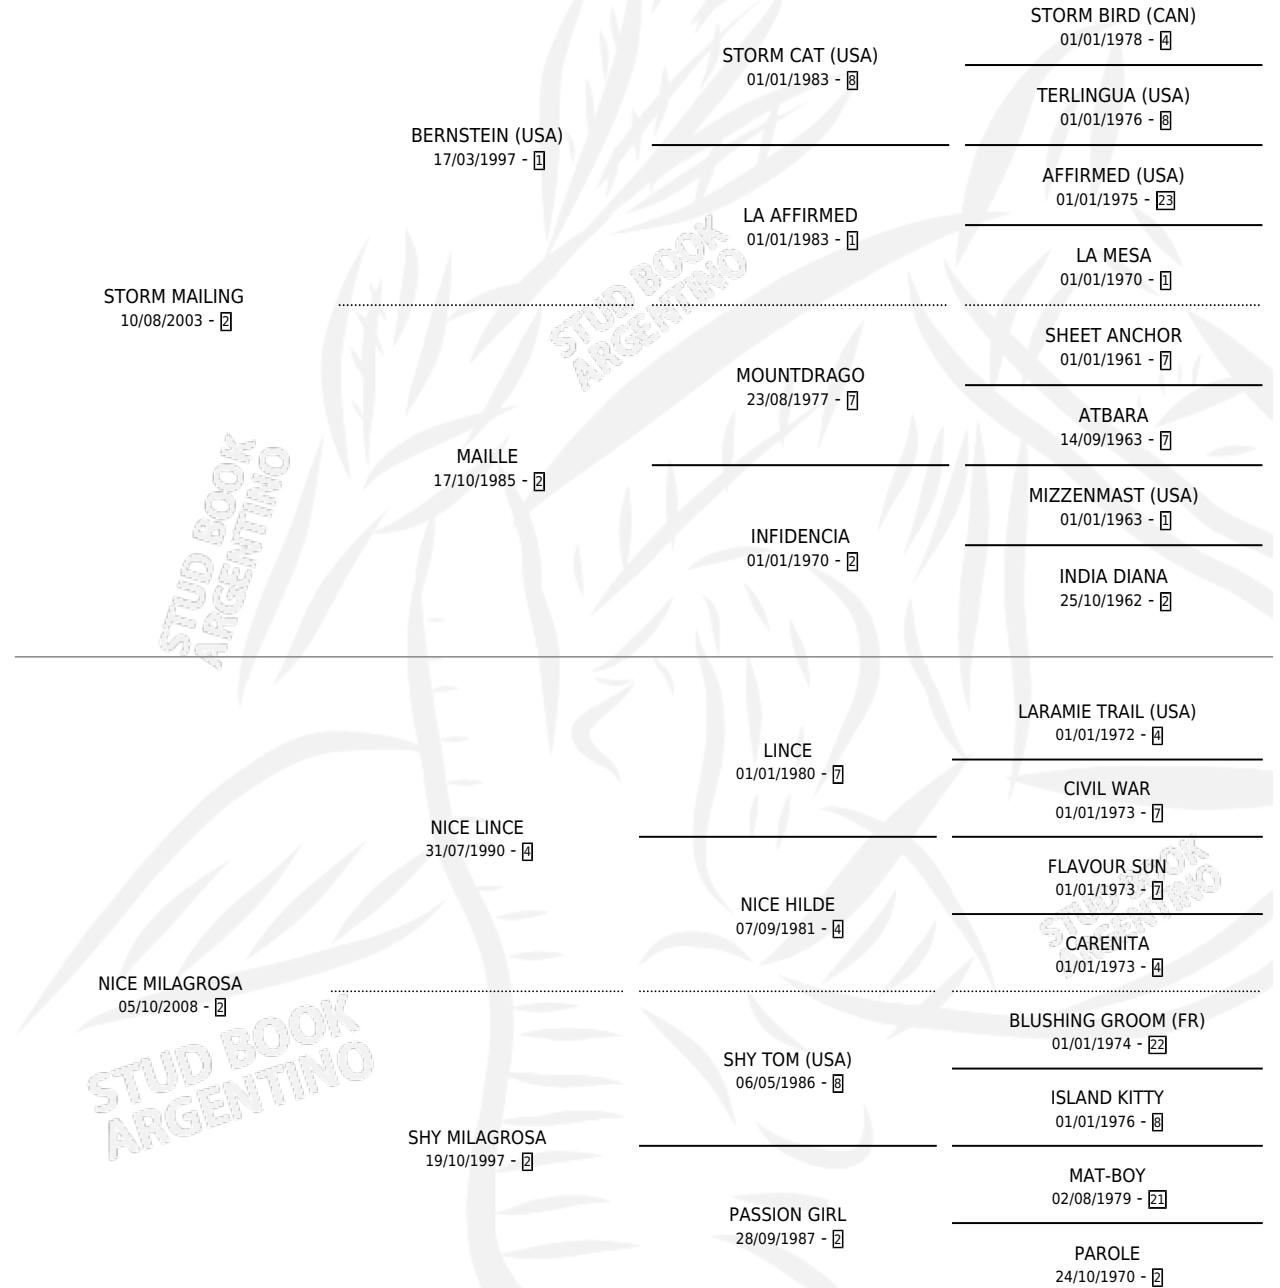 STORM BIRD (CAN)
01/01/1978 - 4
STORM CAT (USA)
01/01/1983 - 8
TERLINGUA (USA)
01/01/1976 - 8
BERNSTEIN (USA)
17/03/1997 - 1
AFFIRMED (USA)
01/01/1975 - 23
LA AFFIRMED
01/01/1983 - 1
LA MESA
01/01/1970 - 1
STORM MAILING
10/08/2003 - 2
STUD BOOK
ARGENTINO
SHEET ANCHOR
01/01/1961 - 7
MOUNTDRAGO
23/08/1977 - 7
ATBARA
14/09/1963 - 7
MAILLE
17/10/1985 - 2
MIZZENMAST (USA)
01/01/1963 - 1
INFIDENCIA
01/01/1970 - 2
INDIA DIANA
25/10/1962 - 2
STUD BOOK
ARGENTINO
LARAMIE TRAIL (USA)
01/01/1972 - 4
LINCE
01/01/1980 - 7
CIVIL WAR
01/01/1973 - 7
NICE LINCE
31/07/1990 - 4
FLAVOUR SUN
01/01/1973 - 7
NICE HILDE
07/09/1981 - 4
CARENITA
01/01/1973 - 4
STUD BOOK
ARGENTINO
NICE MILAGROSA
05/10/2008 - 2
BLUSHING GROOM (FR)
01/01/1974 - 22
SHY TOM (USA)
06/05/1986 - 8
ISLAND KITTY
01/01/1976 - 8
STUD BOOK
ARGENTINO
SHY MILAGROSA
19/10/1997 - 2
MAT-BOY
02/08/1979 - 21
PASSION GIRL
28/09/1987 - 2
PAROLE
24/10/1970 - 2